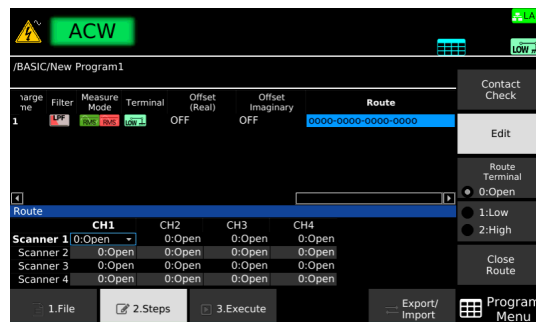 LA
ACW
LOW
/BASIC/New Program1
Contact
Check
harge
me
Filter
Measure
Mode
Terminal
Offset
(Real)
Offset
Imaginary
Route
1
LPF
RMS
RMS
LOW
OFF
OFF
0000-0000-0000-0000
Edit
Route
Terminal
0:Open
Route
1:Low
CH1 CH2 CH3 CH4
2:High
Scanner 1 0:Open 0:Open 0:Open 0:Open
Scanner 2 0:Open 0:Open 0:Open 0:Open
Scanner 3 0:Open 0:Open 0:Open 0:Open
Scanner 4 0:Open 0:Open 0:Open 0:Open
Close
Route
1.File
2.Steps
3.Execute
Export/
Import
Program
Menu